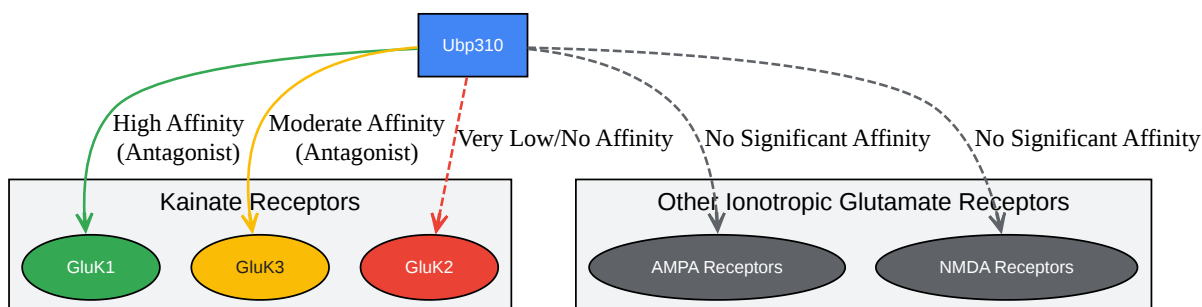 Ubp310
High Affinity
(Antagonist)
Moderate Affinity
(Antagonist)
Very Low/No Affinity
No Significant Affinity
No Significant Affinity
Kainate Receptors
Other Ionotropic Glutamate Receptors
GluK1
GluK3
GluK2
AMPA Receptors
NMDA Receptors